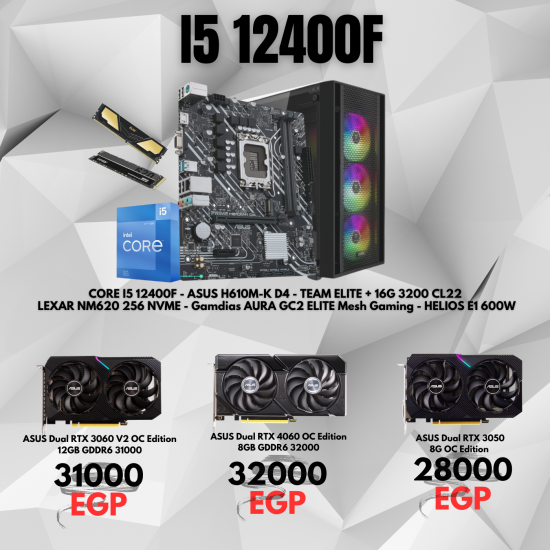 I5 12400F
i5
intel
CORE
CORE I5 12400F - ASUS H610M-K D4 - TEAM ELITE + 16G 3200 CL22
LEXAR NM620 256 NVME - Gamdias AURA GC2 ELITE Mesh Gaming - HELIOS E1 600W
ASUS Dual RTX 3060 V2 OC Edition
12GB GDDR6 31000
31000
EGP
ASUS Dual RTX 4060 OC Edition
8GB GDDR6 32000
32000
EGP
ASUS Dual RTX 3050
8G OC Edition
28000
EGP